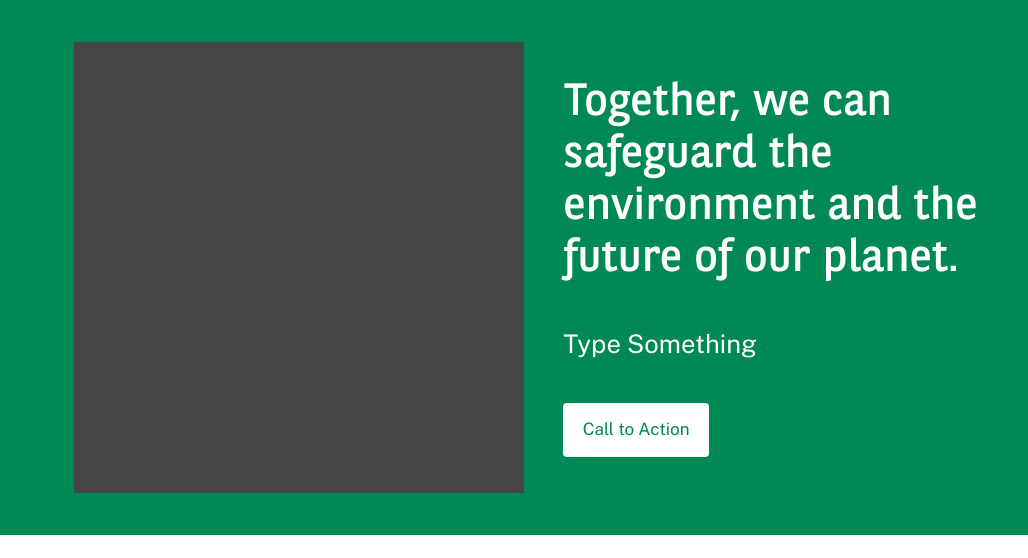 Together, we can
safeguard the
environment and the
future of our planet.
Type Something
Call to Action